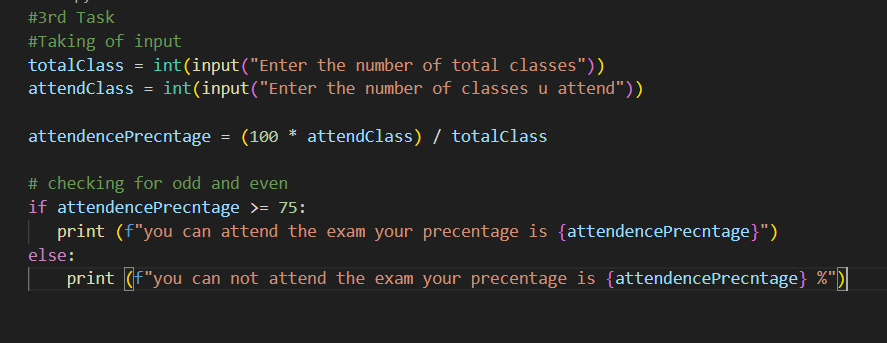 #3rd Task
#Taking of input
totalClass = int(input("Enter the number of total classes"))
attendClass = int(input("Enter the number of classes u attend"))
attendencePrecntage = (100 * attendClass) / totalClass
# checking for odd and even
if attendencePrecntage >= 75:
print (f"you can attend the exam your precentage is {attendencePrecntage}")
else:
print (f"you can not attend the exam your precentage is {attendencePrecntage} %")